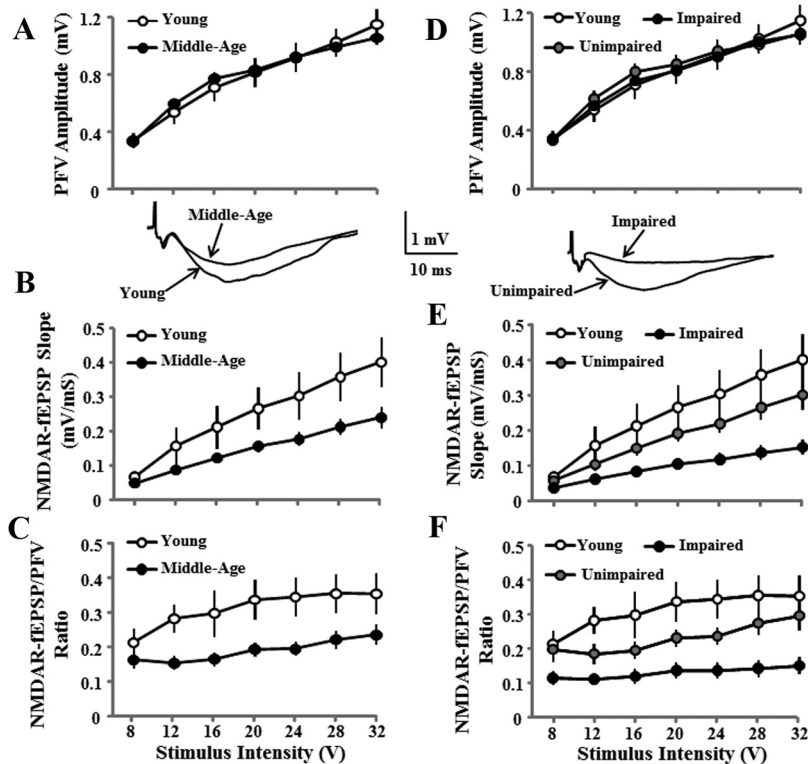 A
Young
Middle-Age
PFV Amplitude (mV)
1.2
0.8
0.4
0
D
Young
Impaired
Unimpaired
PFV Amplitude (mV)
1.2
0.8
0.4
0
Middle-Age
Young
1 mV
10 ms
Impaired
Unimpaired
B
Young
Middle-Age
NMDAR-fEPSP Slope
(mV/mS)
0.5
0.4
0.3
0.2
0.1
0
E
Young
Impaired
Unimpaired
NMDAR-fEPSP
Slope (mV/mS)
0.5
0.4
0.3
0.2
0.1
0
C
Young
Middle-Age
NMDAR-fEPSP/PFV
Ratio
0.5
0.4
0.3
0.2
0.1
0
8 12 16 20 24 28 32
Stimulus Intensity (V)
F
Young
Impaired
Unimpaired
NMDAR-fEPSP/PFV
Ratio
0.5
0.4
0.3
0.2
0.1
0
8 12 16 20 24 28 32
Stimulus Intensity (V)